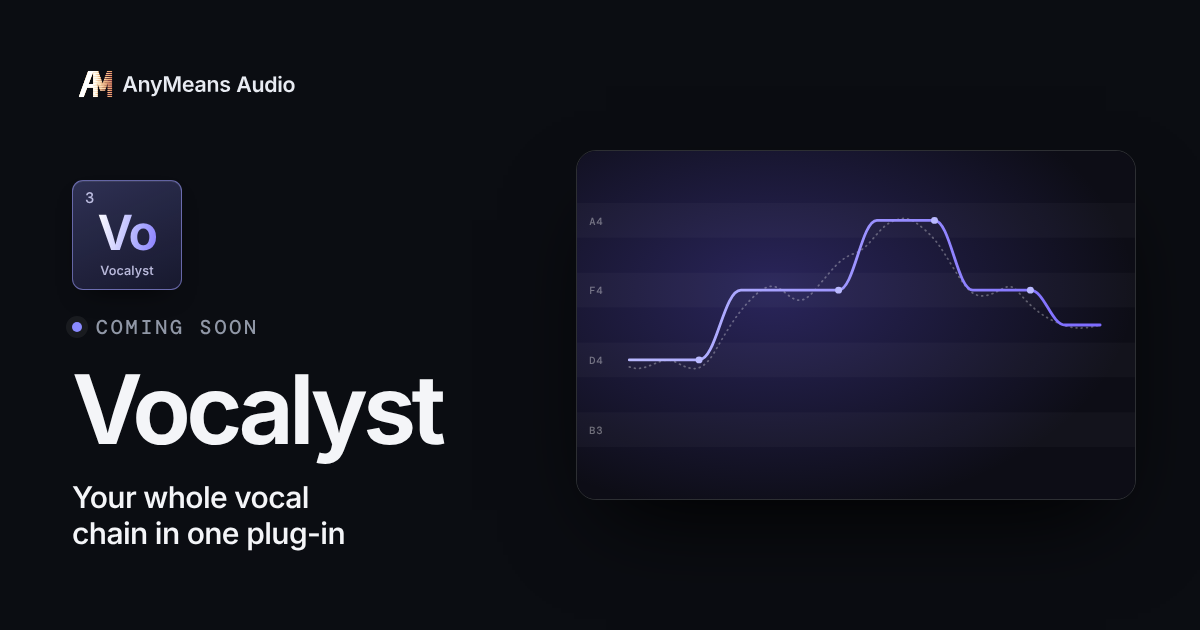 AM AnyMeans Audio
3
Vo
Vocalyst
COMING SOON
Vocalyst
Your whole vocal
chain in one plug-in
A4
F4
D4
B3